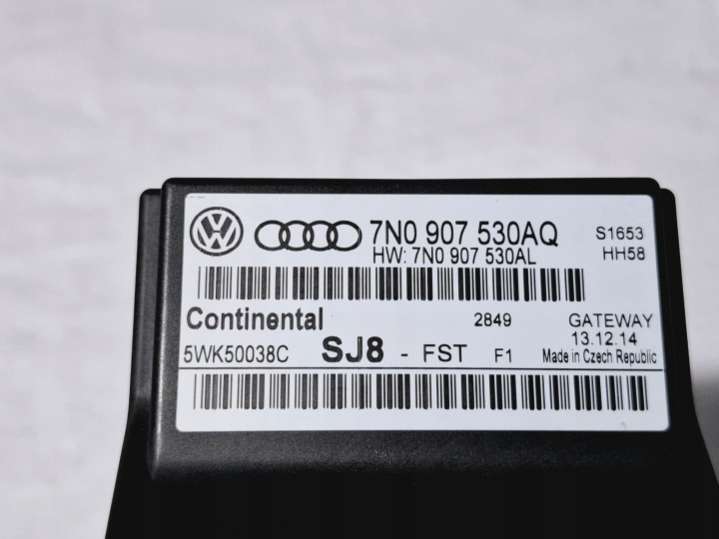 7N0 907 530AQ S1653
HW: 7N0 907 530AL HH58
Continental 2849 GATEWAY
13.12.14
5WK50038C SJ8 - FST F1 Made in Czech Republic